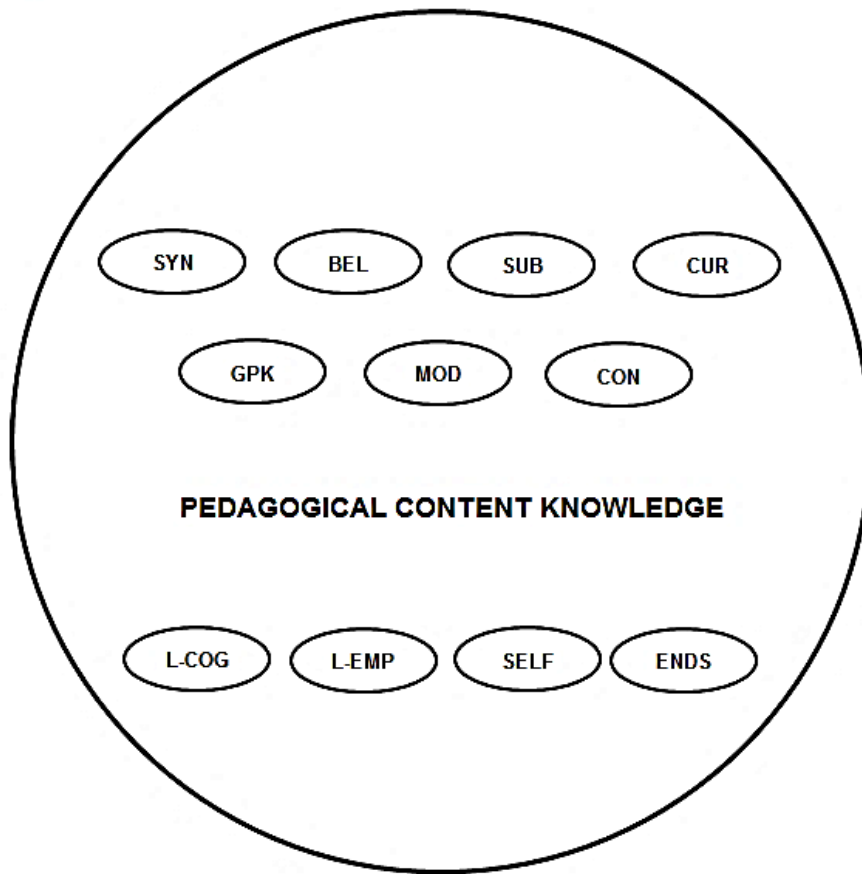 SYN BEL SUB CUR
GPK MOD CON
PEDAGOGICAL CONTENT KNOWLEDGE
L-COG L-EMP SELF ENDS